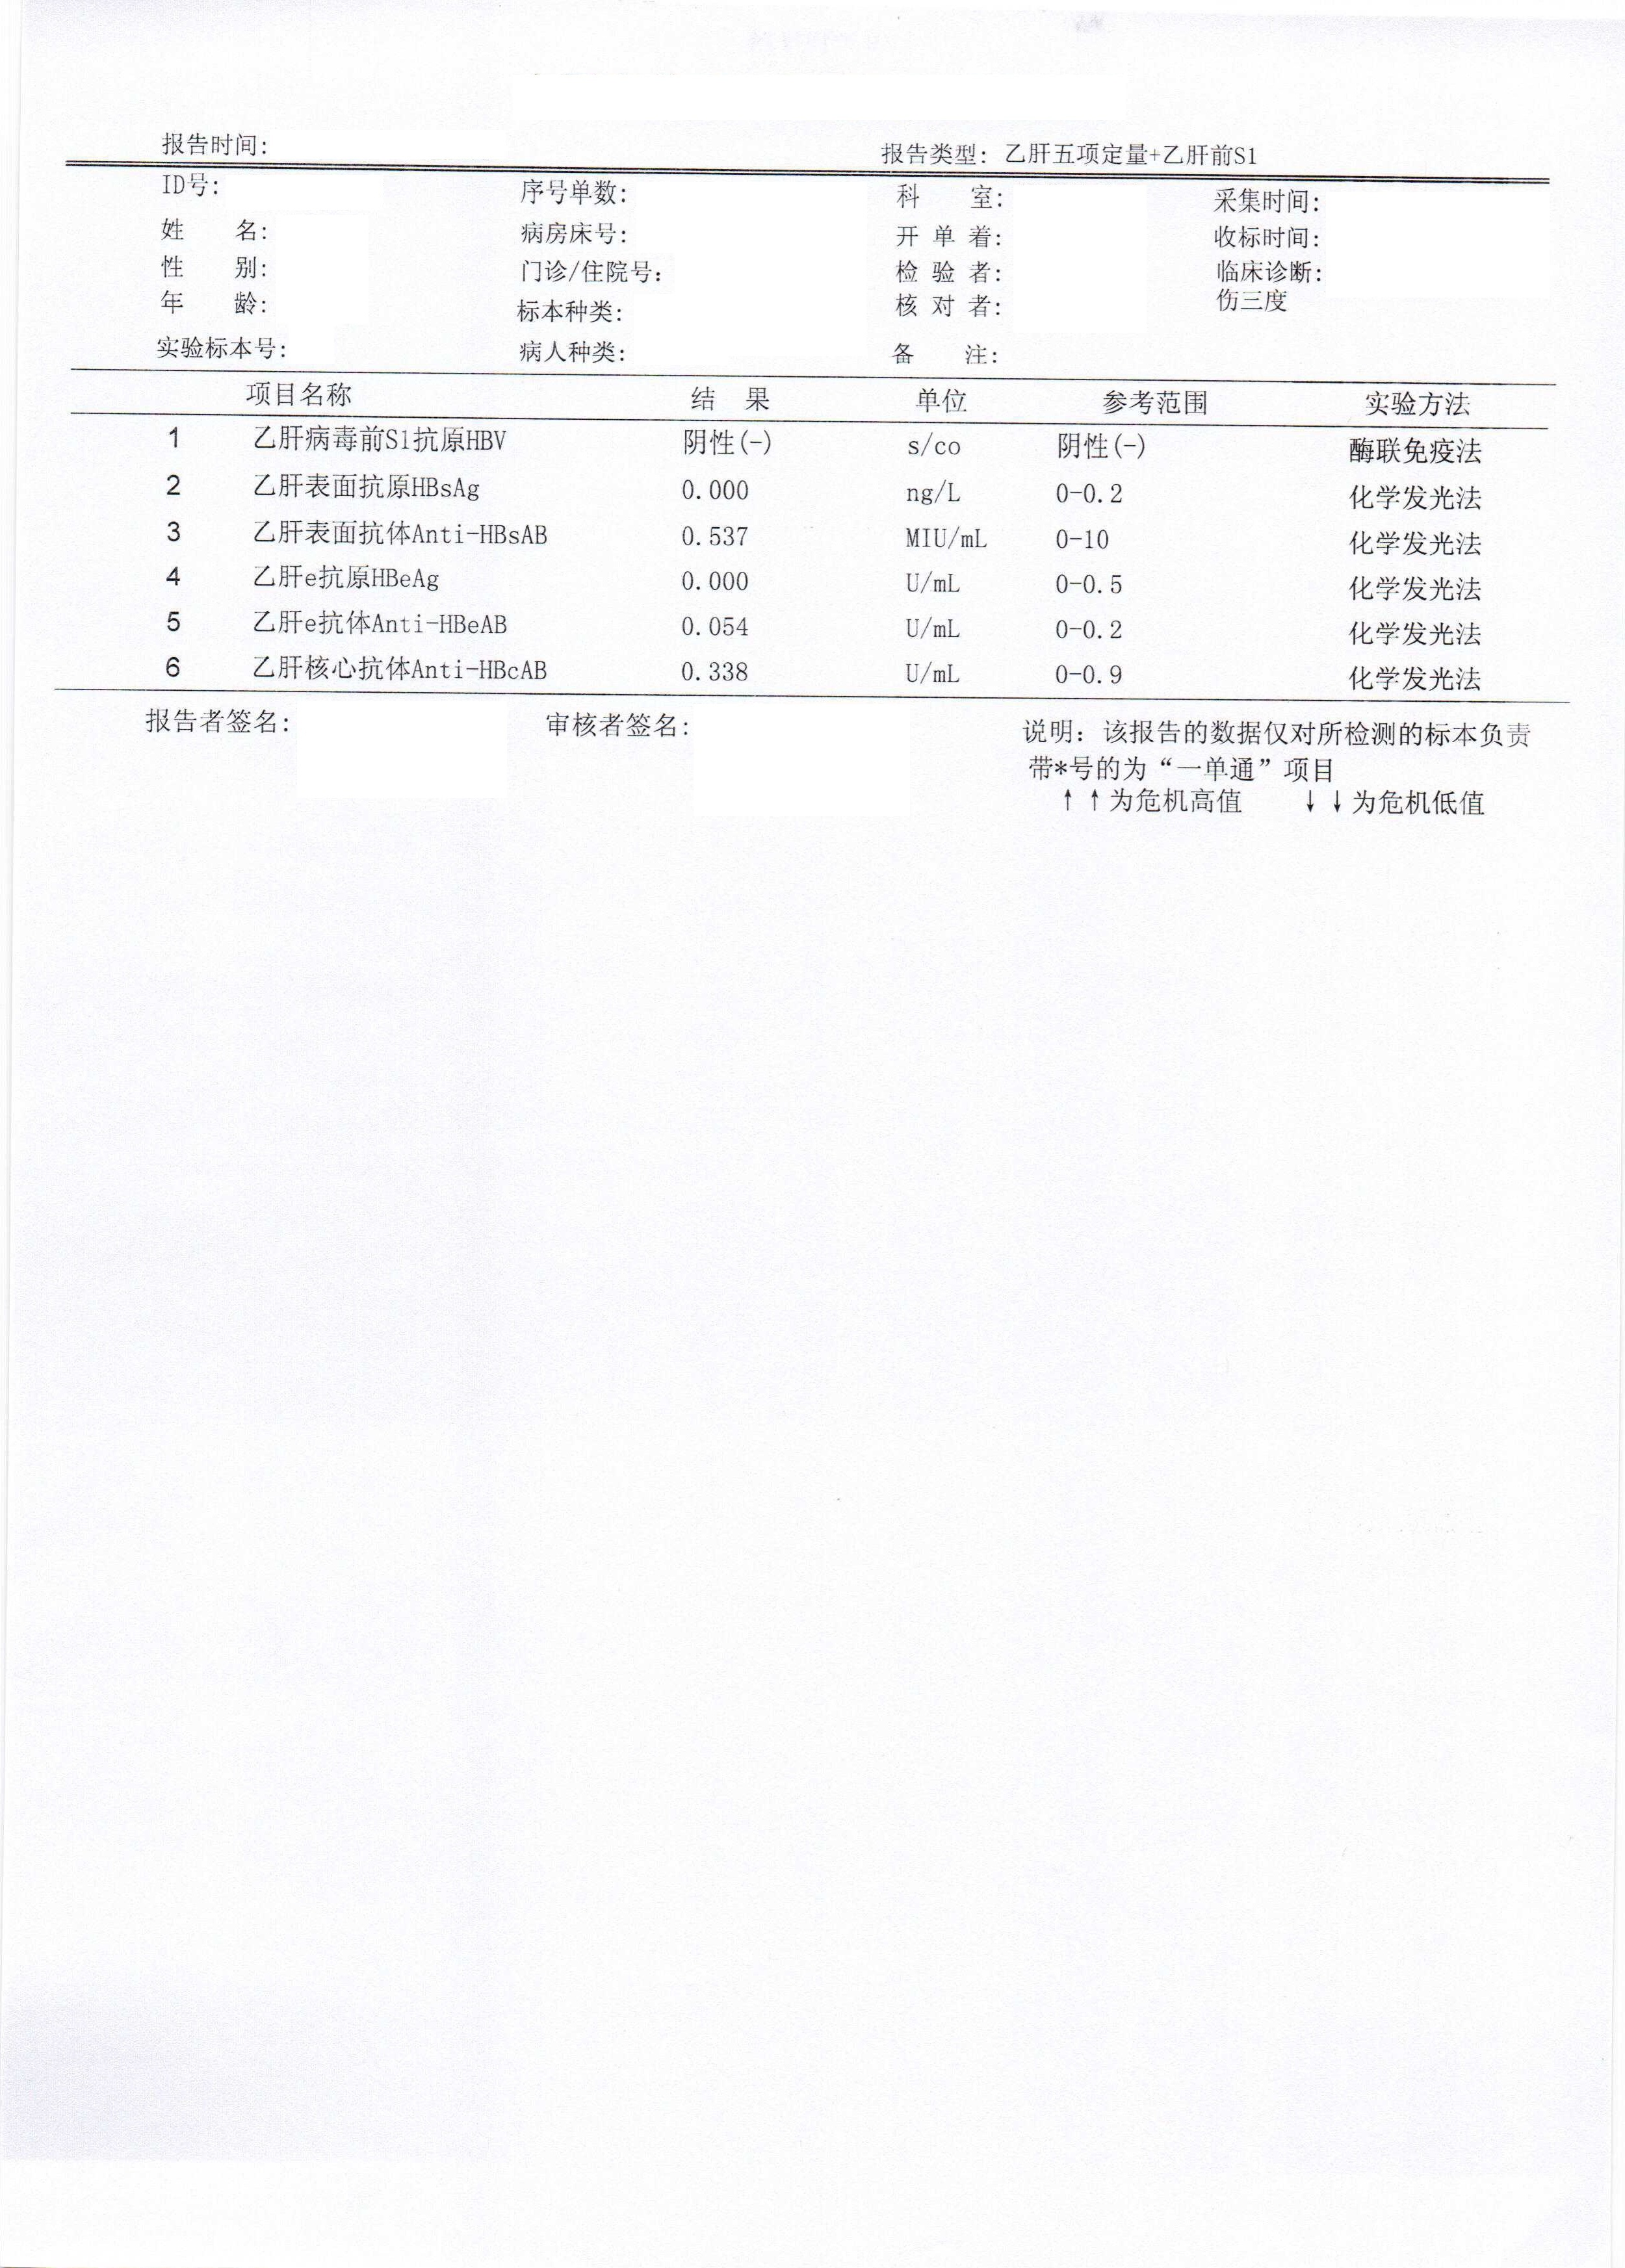 报告时间: 报告类型: 乙肝五项定量+乙肝前S1
ID号: 序号单数: 科 室: 采集时间:
姓 名: 病房床号: 开 单 着: 收标时间:
性 别: 门诊/住院号: 检 验 者: 临床诊断:
年 龄: 标本种类: 核 对 者: 伤三度
实验标本号: 病人种类: 备 注:
项目名称 结 果 单位 参考范围 实验方法
1 乙肝病毒前S1抗原HBV 阴性(-) s/co 阴性(-) 酶联免疫法
2 乙肝表面抗原HBsAg 0.000 ng/L 0-0.2 化学发光法
3 乙肝表面抗体Anti-HBsAB 0.537 MIU/mL 0-10 化学发光法
4 乙肝e抗原HBeAg 0.000 U/mL 0-0.5 化学发光法
5 乙肝e抗体Anti-HBeAB 0.054 U/mL 0-0.2 化学发光法
6 乙肝核心抗体Anti-HBcAB 0.338 U/mL 0-0.9 化学发光法
报告者签名: 审核者签名: 说明: 该报告的数据仅对所检测的标本负责
带*号的为“一单通”项目
↑↑为危机高值 ↓↓为危机低值